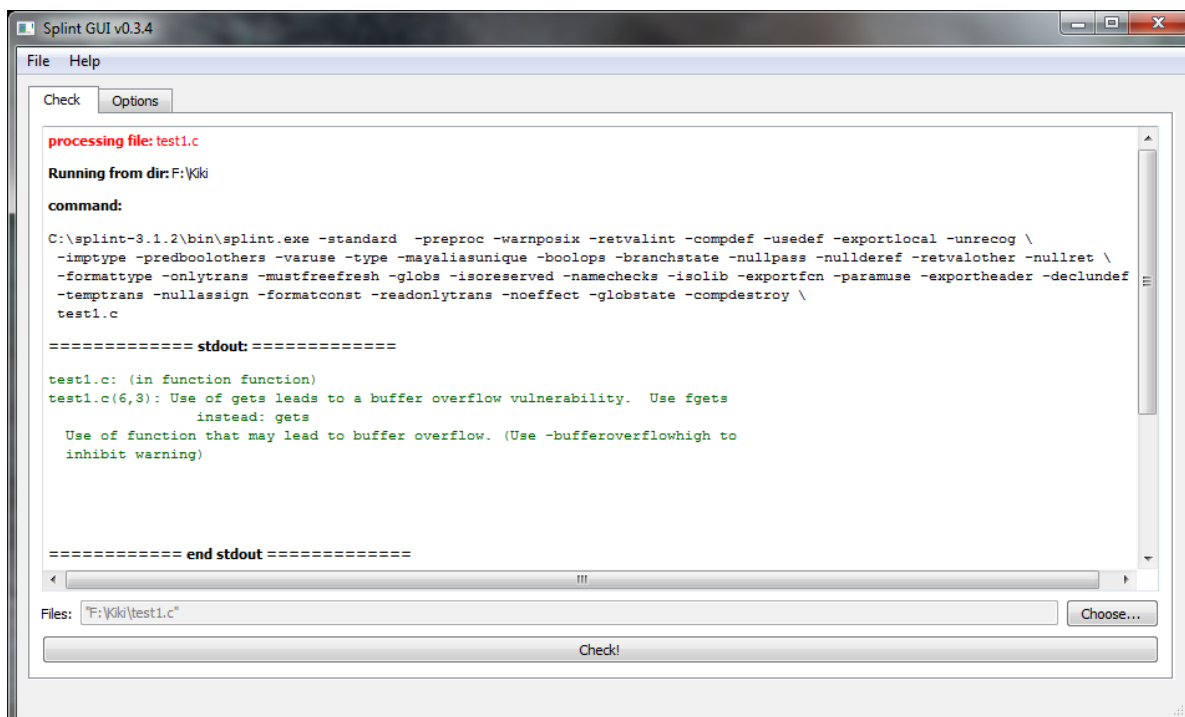 Splint GUI v0.3.4
File Help
Check Options
processing file: test1.c
Running from dir: F:\Kiki
command:
C:\splint-3.1.2\bin\splint.exe -standard -preproc -warnposix -retvalint -compdef -usedef -exportlocal -unrecog \
-imptype -predboolothers -varuse -type -mayaliasunique -boolops -branchstate -nullpass -nullderef -retvalother -nullret \
-formattype -onlytrans -mustfreefresh -globs -isoreserved -namechecks -isolib -exportfcn -paramuse -exportheader -declundef
-temptrans -nullassign -formatconst -readonlytrans -noeffect -globstate -compdestroy \
test1.c
============= stdout: =============
test1.c: (in function function)
test1.c(6,3): Use of gets leads to a buffer overflow vulnerability. Use fgets
instead: gets
Use of function that may lead to buffer overflow. (Use -bufferoverflowhigh to
inhibit warning)
============ end stdout =============
Files: "F:\Kiki\test1.c" Choose...
Check!